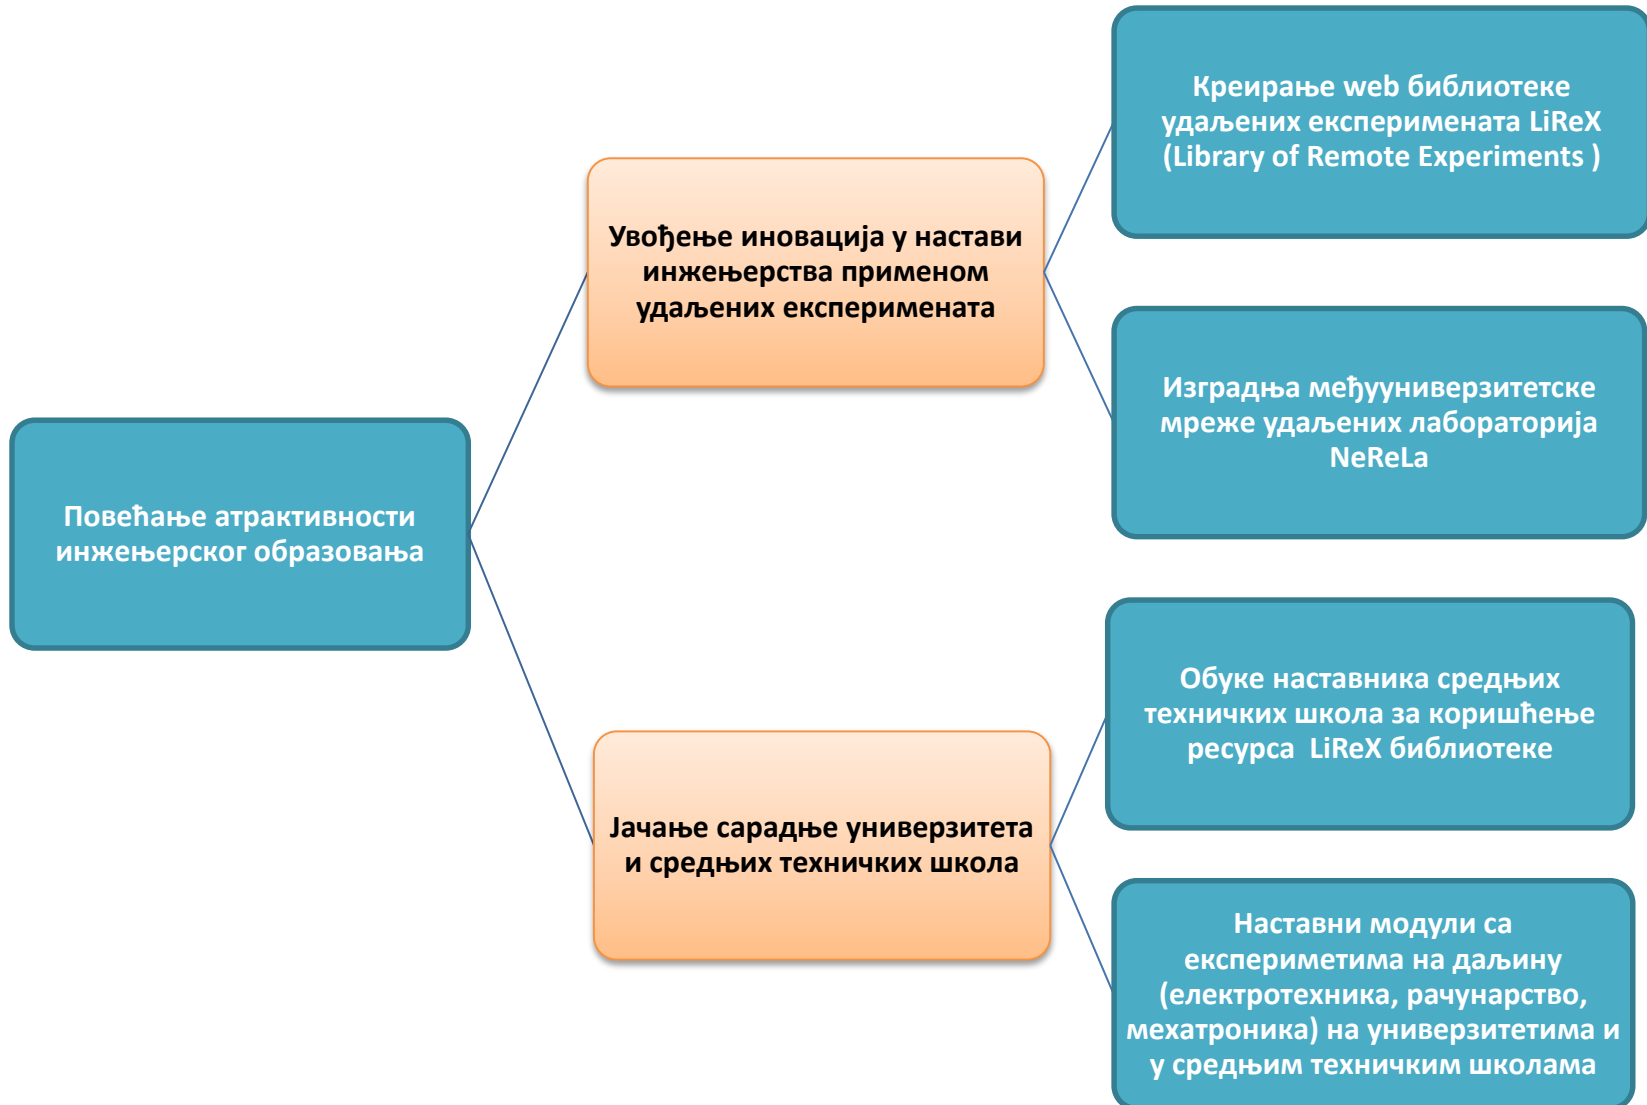 Повећање атрактивности
инжењерског образовања
Увођење иновација у настави
инжењерства применом
удаљених експеримената
Јачање сарадње универзитета
и средњих техничких школа
Креирање web библиотеке
удаљених експеримената LiReX
(Library of Remote Experiments )
Изградња међууниверзитетске
мреже удаљених лабораторија
NeReLa
Обуке наставника средњих
техничких школа за коришћење
ресурса  LiReX библиотеке
Наставни модули са
експериметима на даљину
(електротехника, рачунарство,
мехатроника) на универзитетима и
у средњим техничким школама